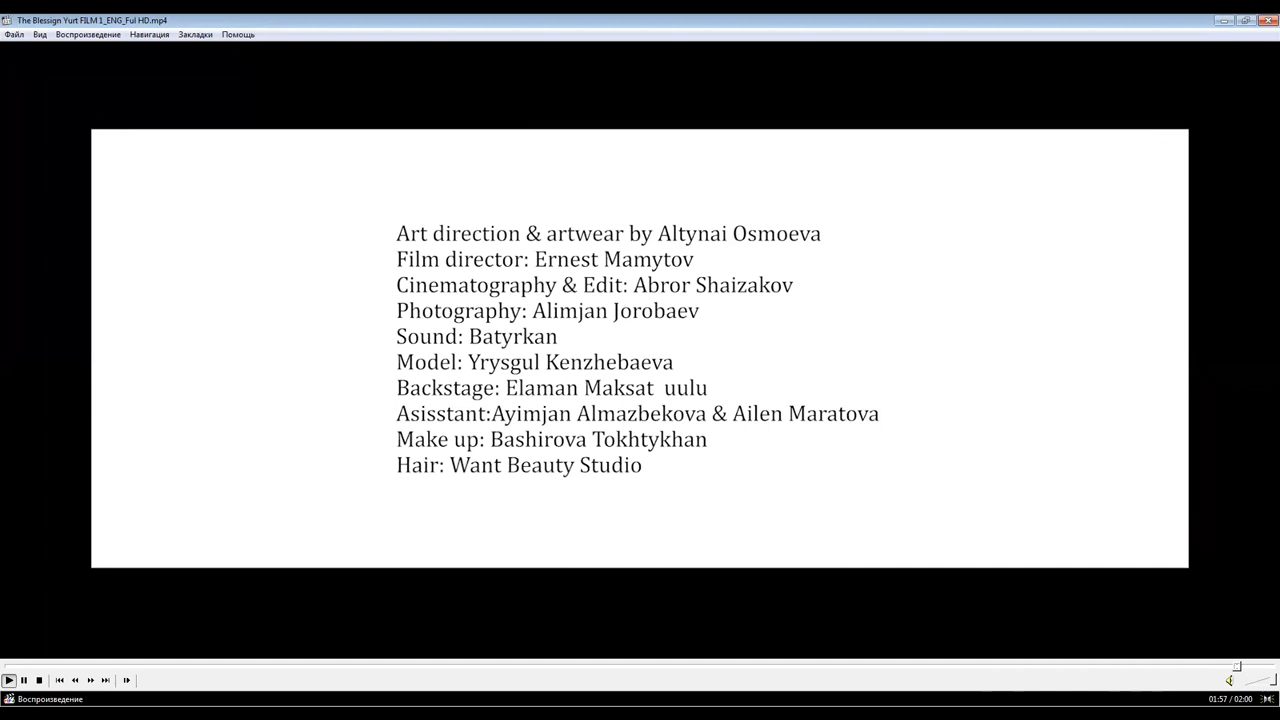 The Blessign Yurt FILM 1_ENG_Ful HD.mp4
Файл Вид Воспроизведение Навигация Закладки Помощь
Art direction & artwear by Altynai Osmoeva
Film director: Ernest Mamytov
Cinematography & Edit: Abror Shaizakov
Photography: Alimjan Jorobaev
Sound: Batyrkan
Model: Yrysgul Kenzhebaeva
Backstage: Elaman Maksat  uulu
Asisstant:Ayimjan Almazbekova & Ailen Maratova
Make up: Bashirova Tokhtykhan
Hair: Want Beauty Studio
Воспроизведение 01:57 / 02:00